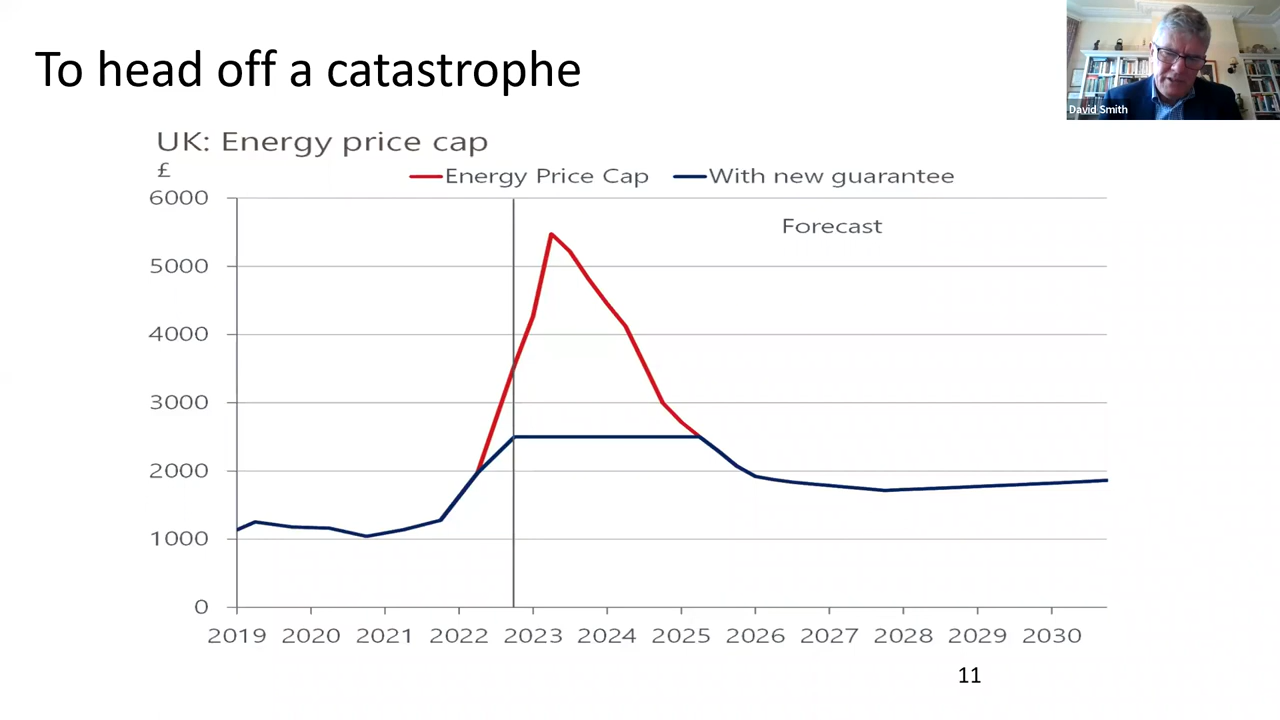 To head off a catastrophe
David Smith
UK: Energy price cap
£
Energy Price Cap
With new guarantee
Forecast
6000
5000
4000
3000
2000
1000
0
2019 2020 2021 2022 2023 2024 2025 2026 2027 2028 2029 2030
11